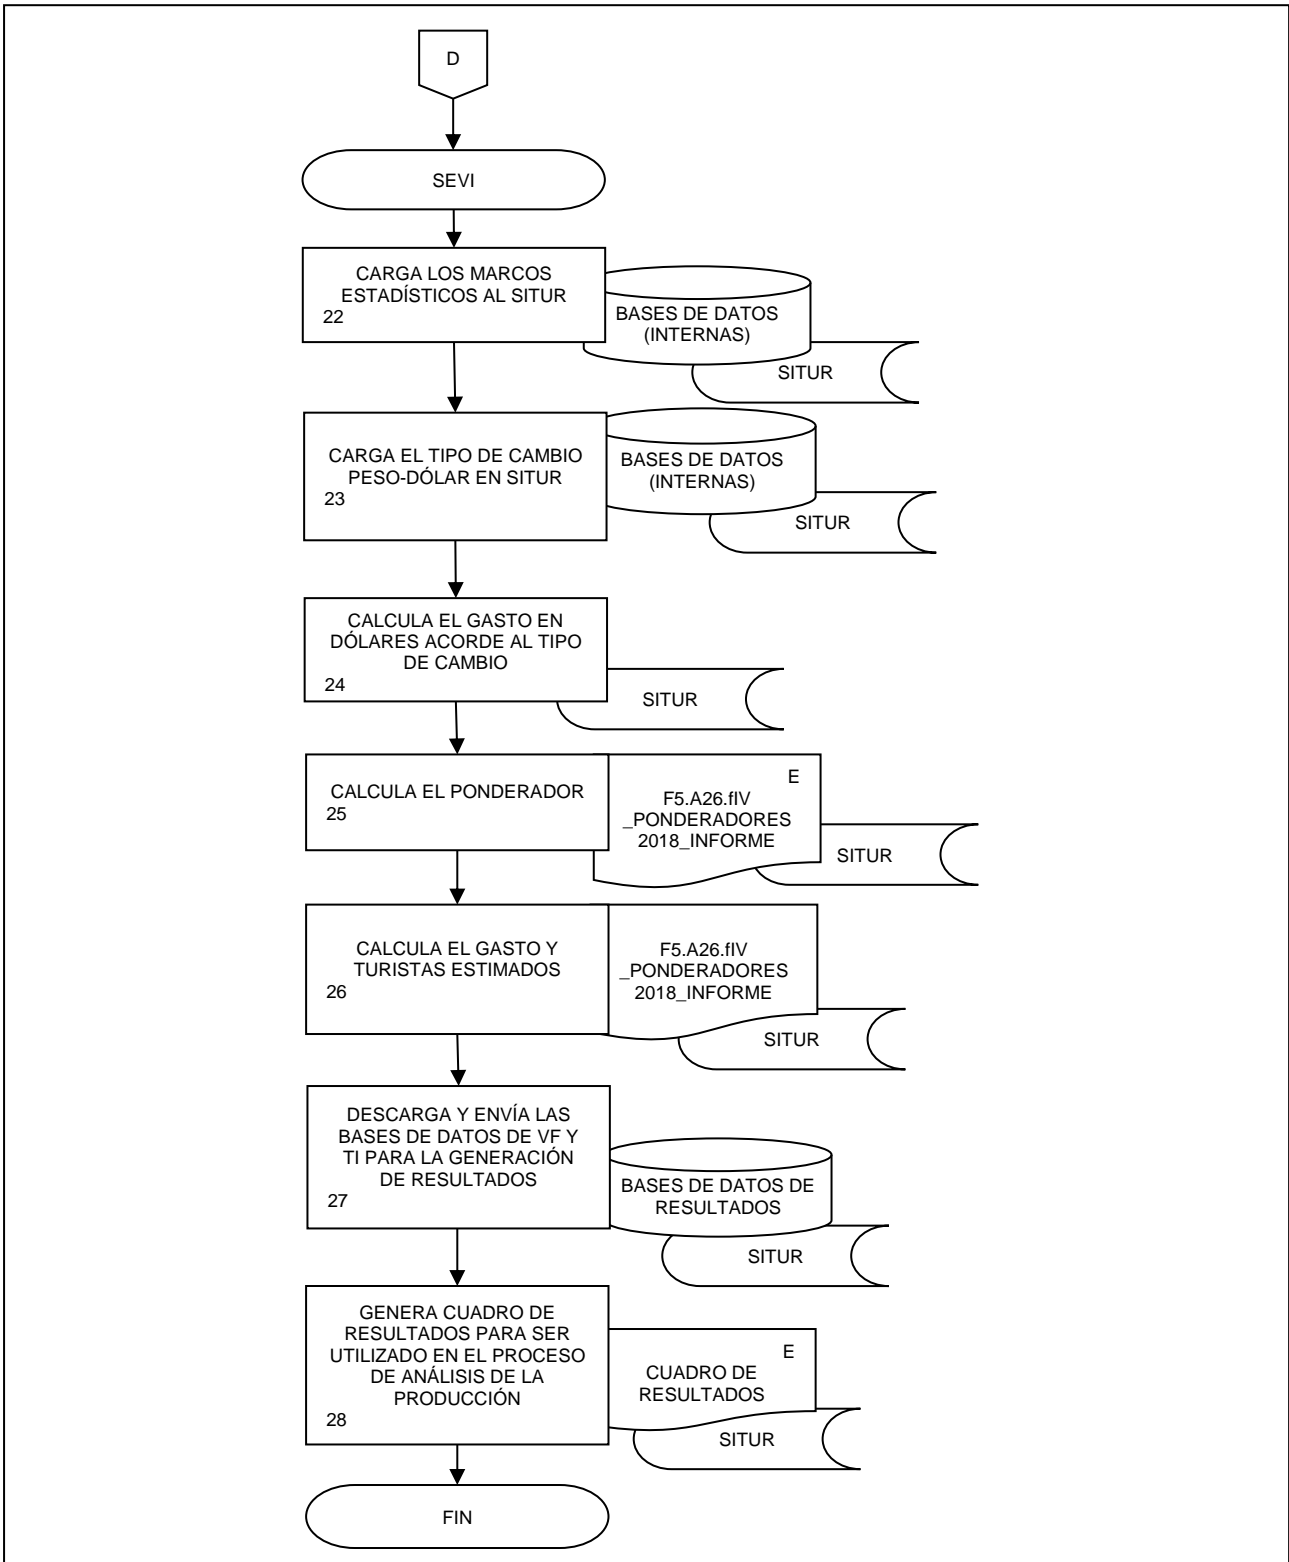 D
SEVI
CARGA LOS MARCOS
ESTADÍSTICOS AL SITUR
22
BASES DE DATOS
(INTERNAS)
SITUR
CARGA EL TIPO DE CAMBIO
PESO-DÓLAR EN SITUR
23
BASES DE DATOS
(INTERNAS)
SITUR
CALCULA EL GASTO EN
DÓLARES ACORDE AL TIPO
DE CAMBIO
24
SITUR
CALCULA EL PONDERADOR
25
E
F5.A26.fIV
_PONDERADORES
2018_INFORME
SITUR
CALCULA EL GASTO Y
TURISTAS ESTIMADOS
26
F5.A26.fIV
_PONDERADORES
2018_INFORME
SITUR
DESCARGA Y ENVÍA LAS
BASES DE DATOS DE VF Y
TI PARA LA GENERACIÓN
DE RESULTADOS
27
BASES DE DATOS DE
RESULTADOS
SITUR
GENERA CUADRO DE
RESULTADOS PARA SER
UTILIZADO EN EL PROCESO
DE ANÁLISIS DE LA
PRODUCCIÓN
28
E
CUADRO DE
RESULTADOS
SITUR
FIN